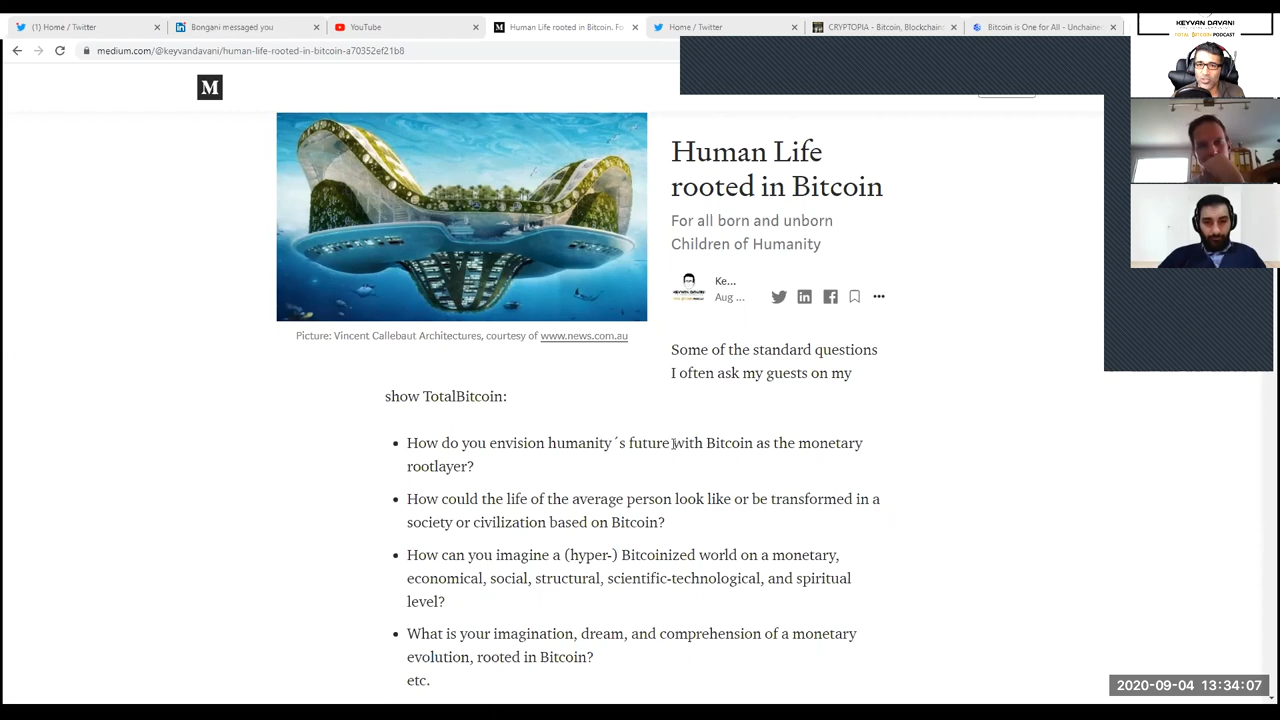 (1) Home / Twitter
Bongani messaged you
YouTube
Human Life rooted in Bitcoin. Fo
Home / Twitter
CRYPTOPIA - Bitcoin, Blockchain
Bitcoin is One for All - Unchaine
KEYVAN DAVANI
TOTAL BITCOIN PODCAST
medium.com/@keyvandavani/human-life-rooted-in-bitcoin-a70352ef21b8
M
Human Life
rooted in Bitcoin
For all born and unborn
Children of Humanity
Ke...
Aug ...
Picture: Vincent Callebaut Architectures, courtesy of www.news.com.au
Some of the standard questions
I often ask my guests on my
show TotalBitcoin:
• How do you envision humanity´s future with Bitcoin as the monetary
rootlayer?
• How could the life of the average person look like or be transformed in a
society or civilization based on Bitcoin?
• How can you imagine a (hyper-) Bitcoinized world on a monetary,
economical, social, structural, scientific-technological, and spiritual
level?
• What is your imagination, dream, and comprehension of a monetary
evolution, rooted in Bitcoin?
etc.
2020-09-04 13:34:07